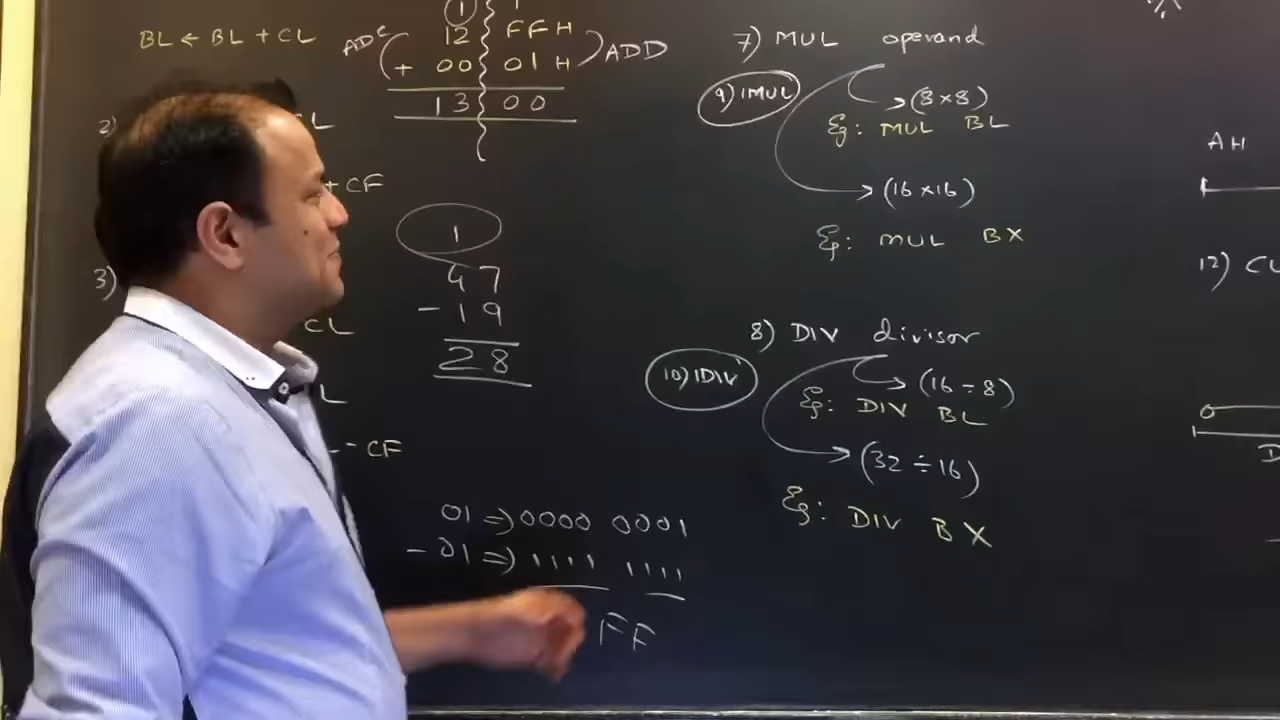 BL ← BL + CL
2)
CL
+ CF
3)
CL
L
- CF
1
ADC
12 FF H
+ 00 01 H
ADD
13 00
1
47
- 19
28
01 ⇒ 0000 0001
- 01 ⇒ 1111 1111
FF
7) MUL operand
9) IMUL
→ (8×8)
Eg: MUL BL
→ (16×16)
Eg: MUL BX
8) DIV divisor
10) IDIV
→ (16÷8)
Eg: DIV BL
→ (32÷16)
Eg: DIV BX
AH
12) CL
D